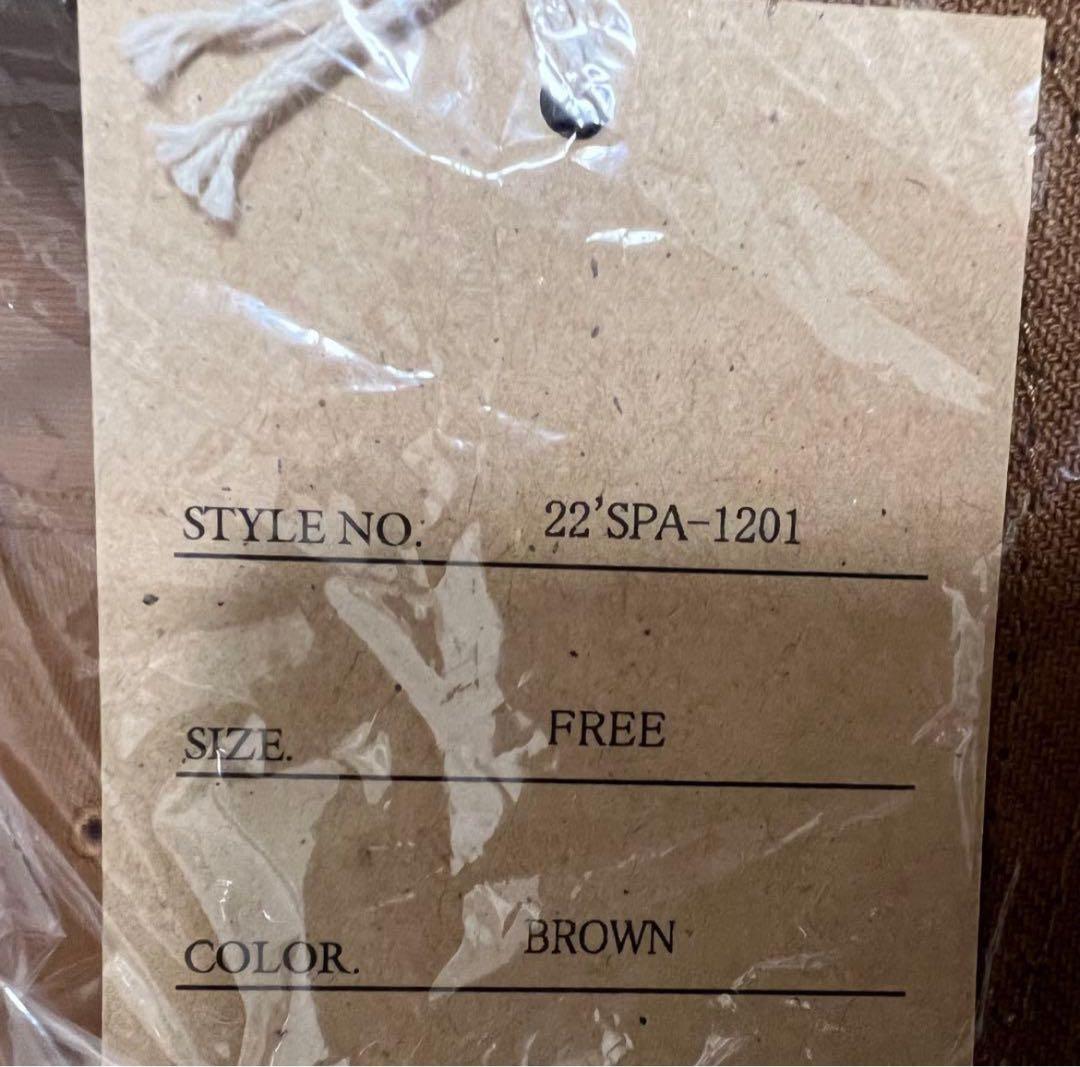 STYLE NO. 22'SPA-1201
SIZE. FREE
COLOR. BROWN